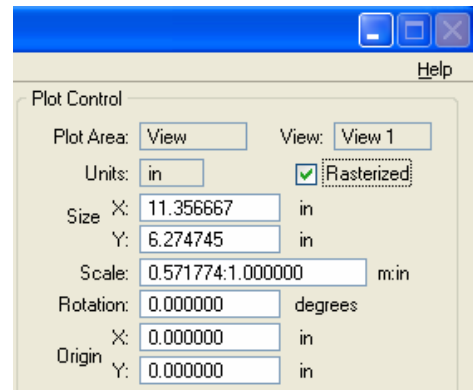 Help
Plot Control
Plot Area: View View: View 1
Units: in Rasterized
Size X: 11.356667 in
Y: 6.274745 in
Scale: 0.571774:1.000000 m:in
Rotation: 0.000000 degrees
Origin X: 0.000000 in
Y: 0.000000 in